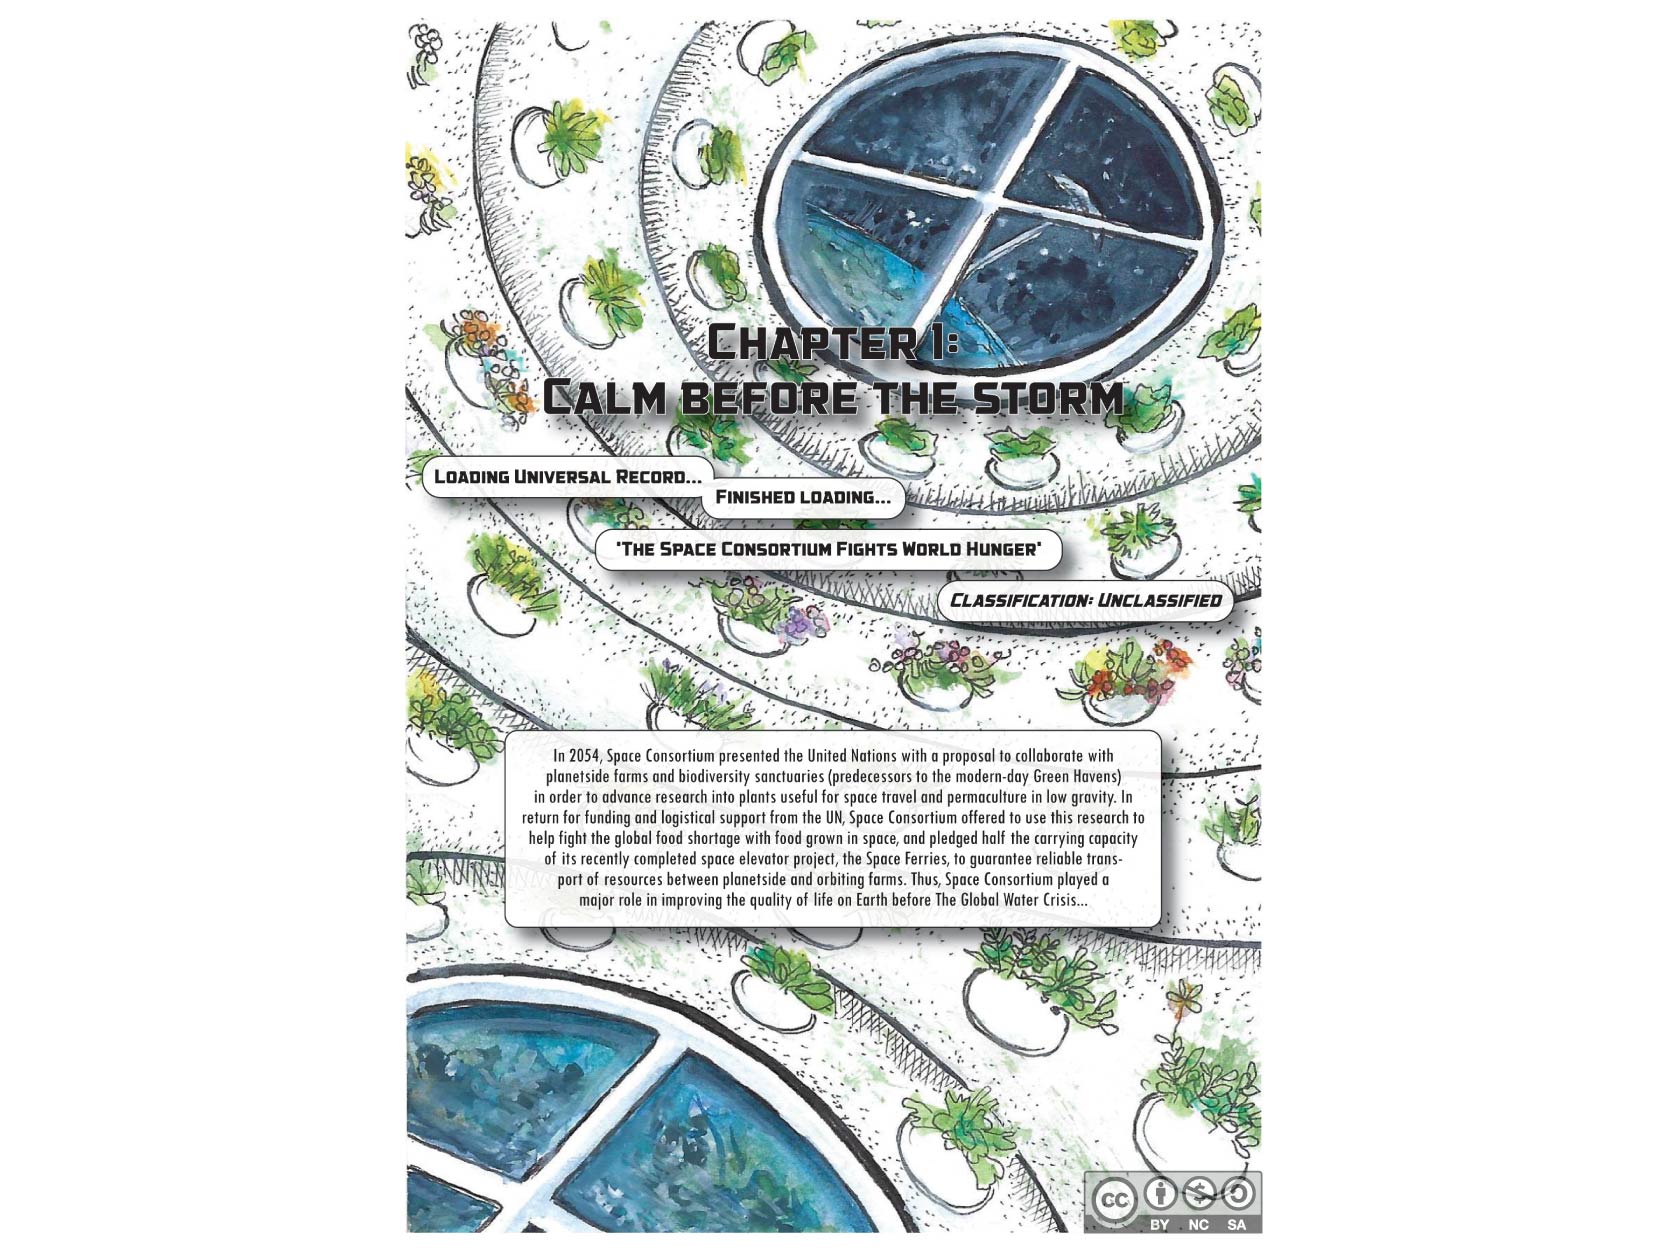 Chapter 1:
Calm before the storm
Loading Universal Record...
Finished loading...
'The Space Consortium Fights World Hunger'
Classification: Unclassified
In 2054, Space Consortium presented the United Nations with a proposal to collaborate with
planetside farms and biodiversity sanctuaries (predecessors to the modern-day Green Havens)
in order to advance research into plants useful for space travel and permaculture in low gravity. In
return for funding and logistical support from the UN, Space Consortium offered to use this research to
help fight the global food shortage with food grown in space, and pledged half the carrying capacity
of its recently completed space elevator project, the Space Ferries, to guarantee reliable trans-
port of resources between planetside and orbiting farms. Thus, Space Consortium played a
major role in improving the quality of life on Earth before The Global Water Crisis...
cc
BY NC SA